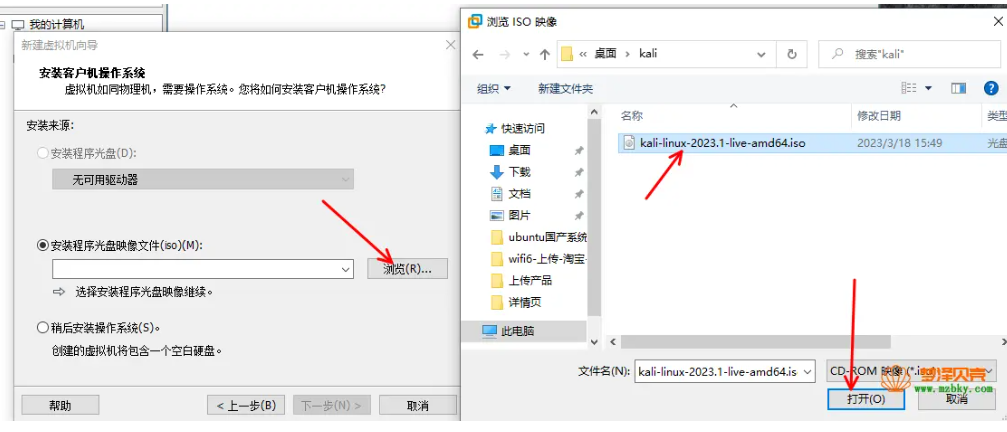 我的计算机
新建虚拟机向导
安装客户机操作系统
虚拟机如同物理机，需要操作系统。您将如何安装客户机操作系统?
安装来源:
安装程序光盘(D):
无可用驱动器
安装程序光盘映像文件(iso)(M):
浏览(R)...
选择安装程序光盘映像继续。
稍后安装操作系统(S)。
创建的虚拟机将包含一个空白硬盘。
帮助
< 上一步(B)
下一步(N) >
取消
浏览 ISO 映像
« 桌面 › kali
搜索"kali"
组织
新建文件夹
名称
修改日期
类型
快速访问
桌面
下载
文档
图片
ubuntu国产系统
wifi6-上传-淘宝-
上传产品
详情页
此电脑
kali-linux-2023.1-live-amd64.iso
2023/3/18 15:49
光盘
文件名(N):
kali-linux-2023.1-live-amd64.is
CD-ROM 映像 (*.iso
打开(O)
取消
梦泽贝壳
www.mzbky.com